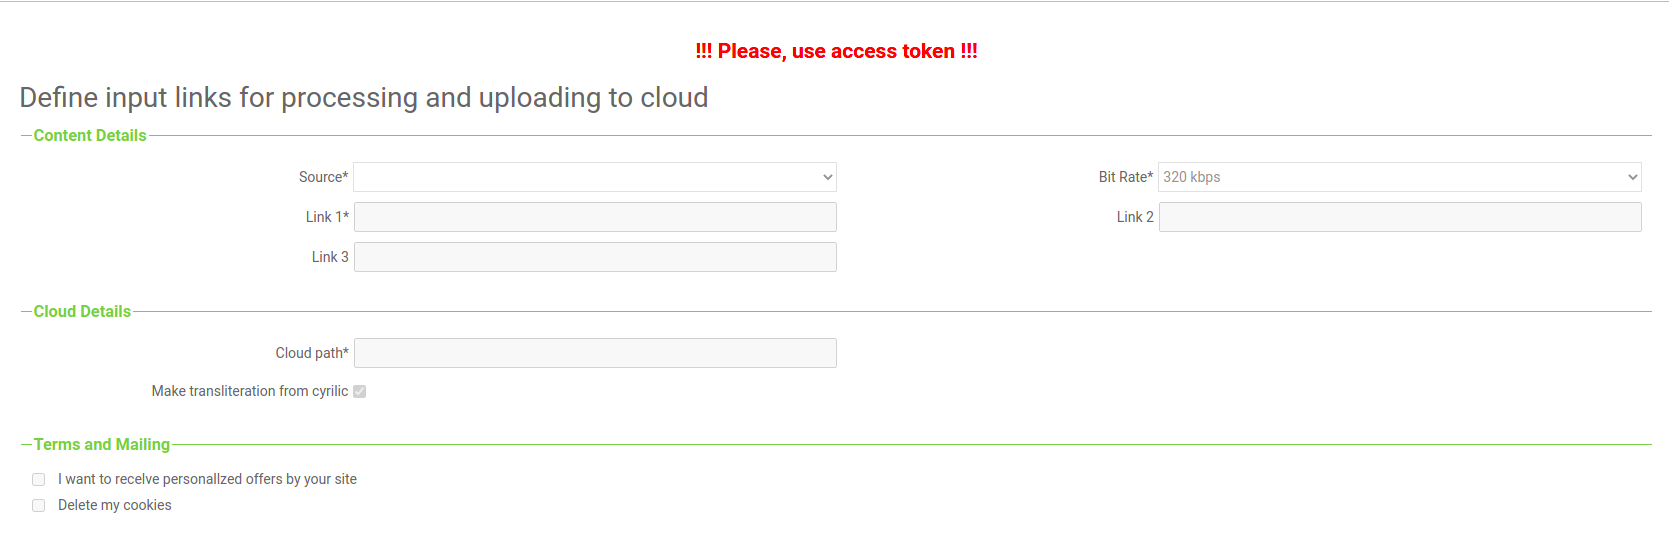 !!! Please, use access token !!!
Define input links for processing and uploading to cloud
Content Details
Source*
Bit Rate* 320 kbps
Link 1*
Link 2
Link 3
Cloud Details
Cloud path*
Make transliteration from cyrilic
Terms and Mailing
I want to recelve personallzed offers by your site
Delete my cookies